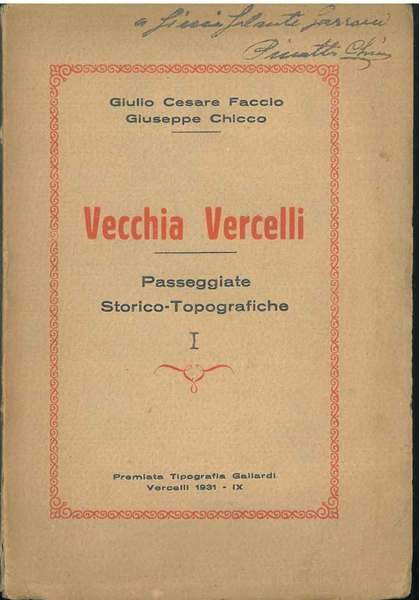 a
Giulio Cesare Faccio
Giuseppe Chicco
Vecchia Vercelli
Passeggiate
Storico-Topografiche
I
Premiata Tipografia Gallardi
Vercelli 1931 - IX